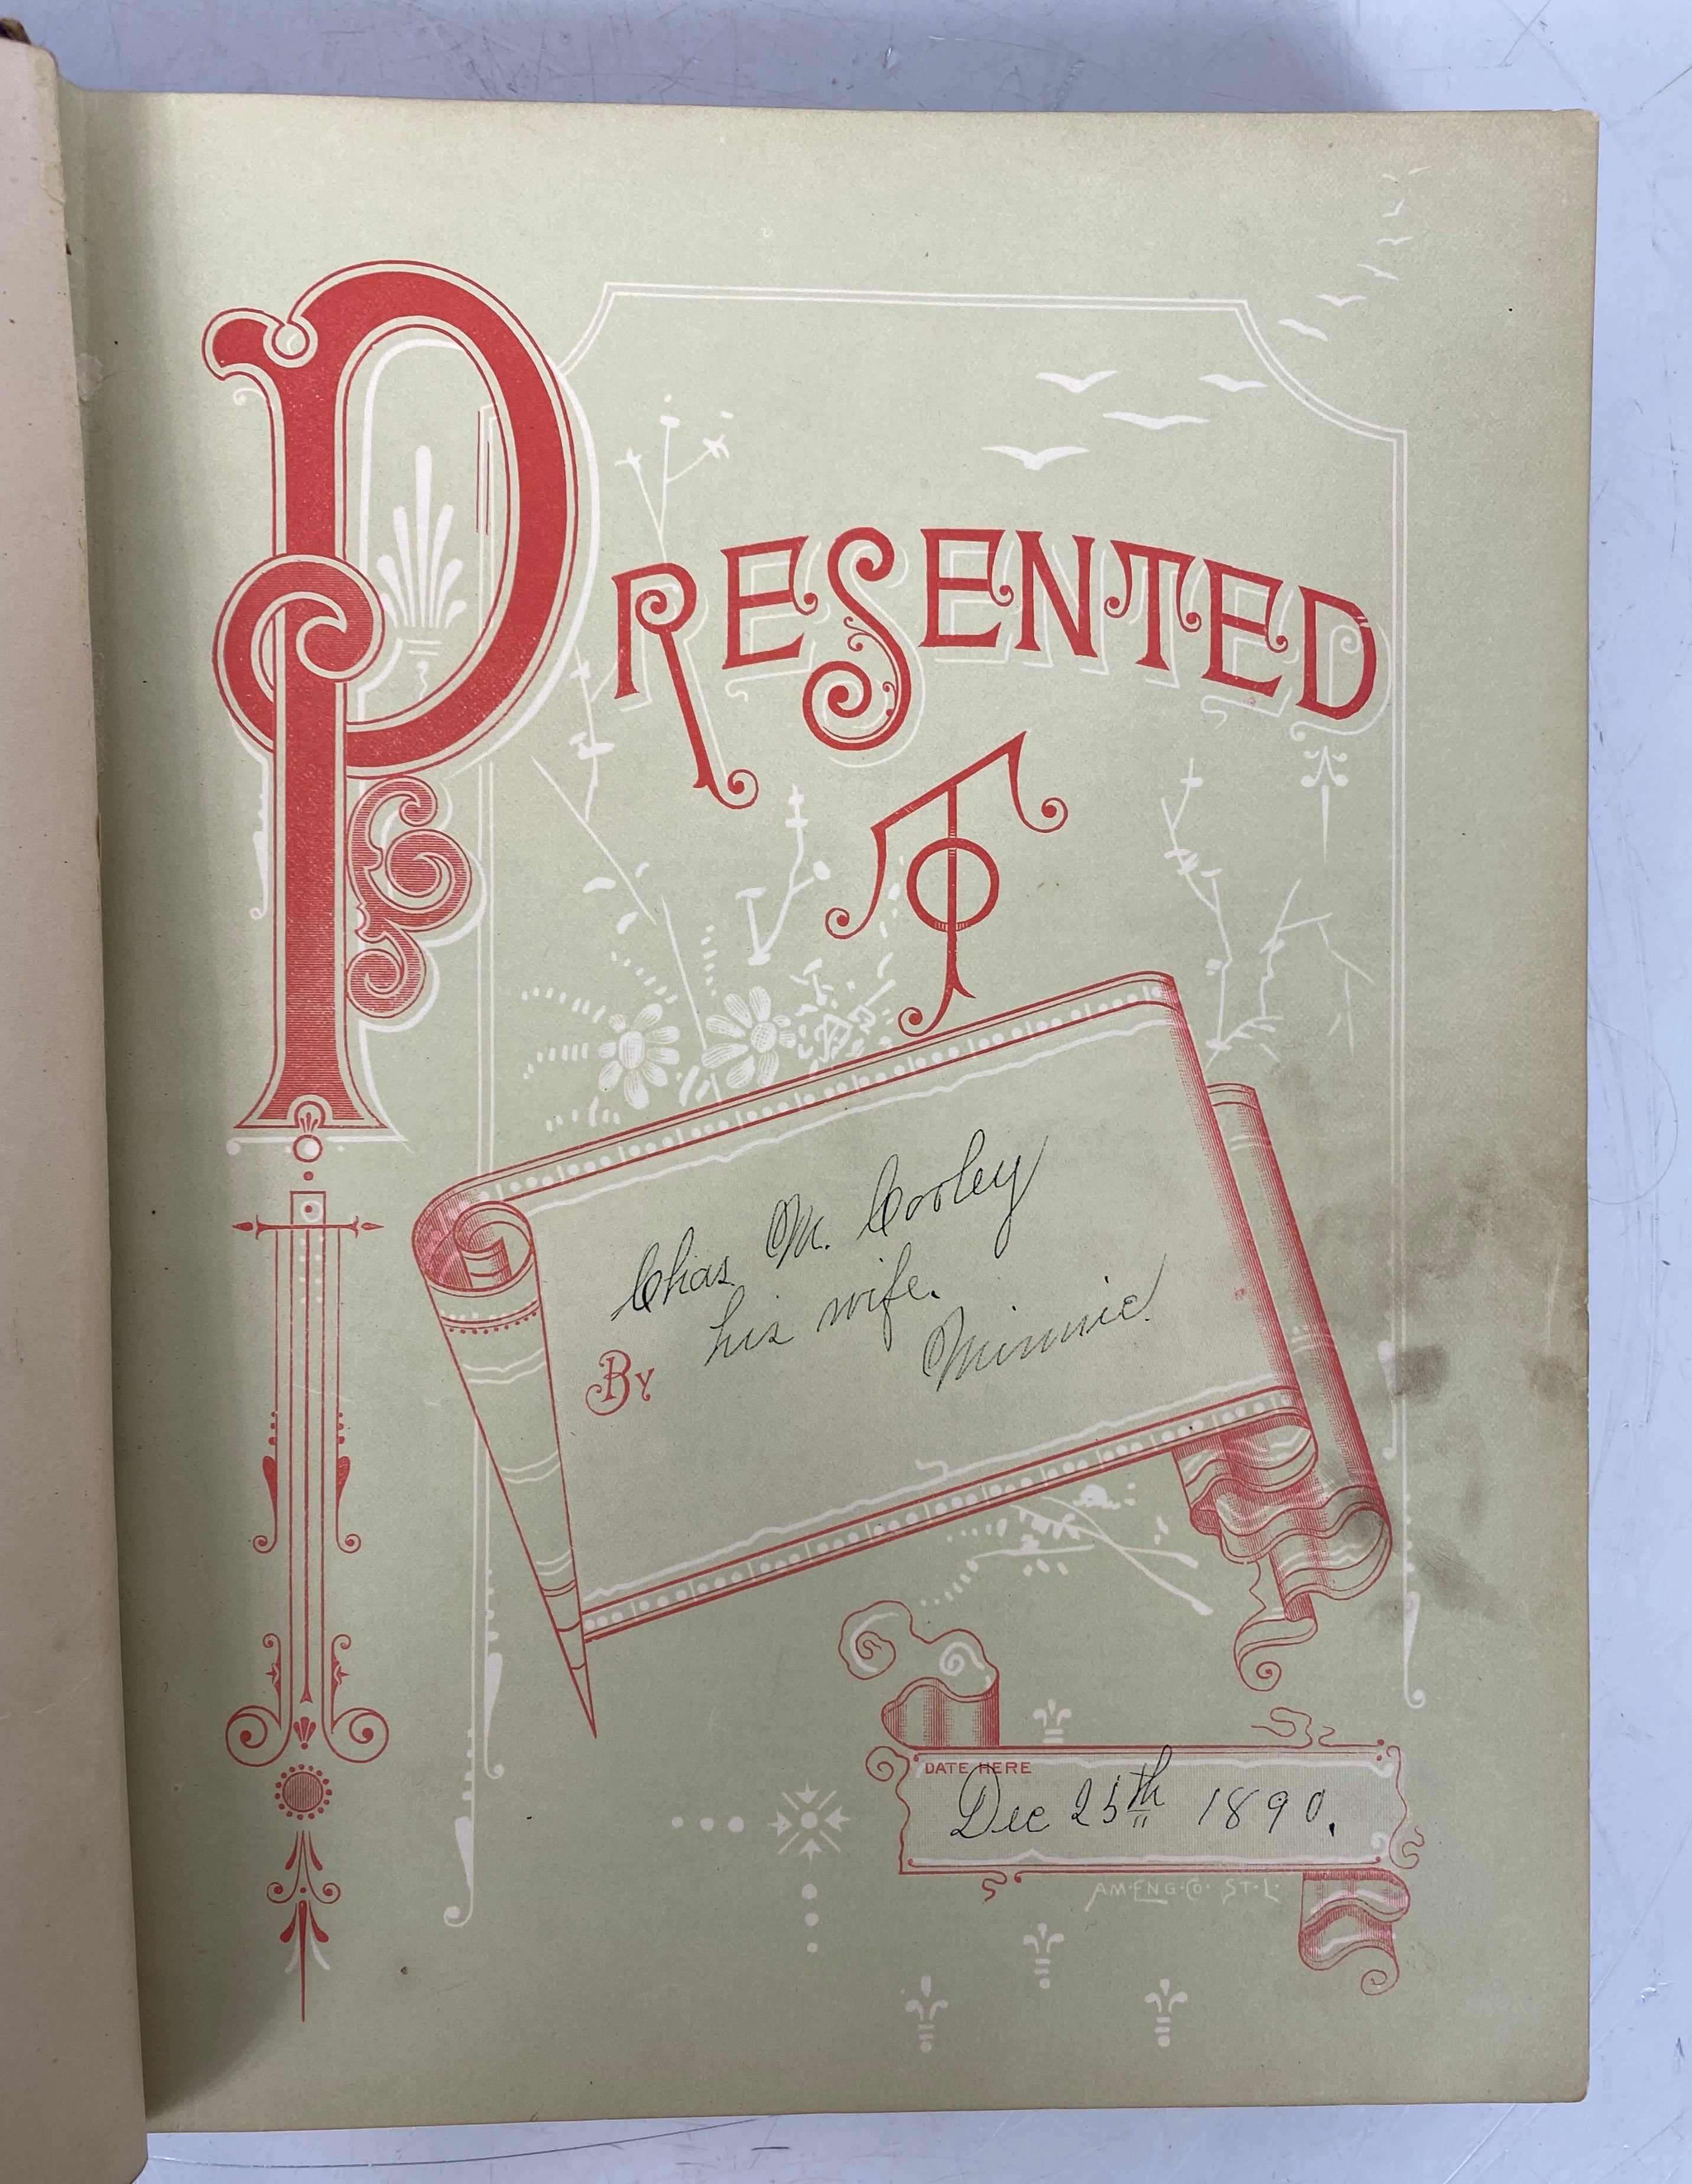 PRESENTED
TO
Chas M. Cooley
By his wife.
Minnie.
DATE HERE
Dec 25th 1890.
AM. ENG. CO. ST. L.